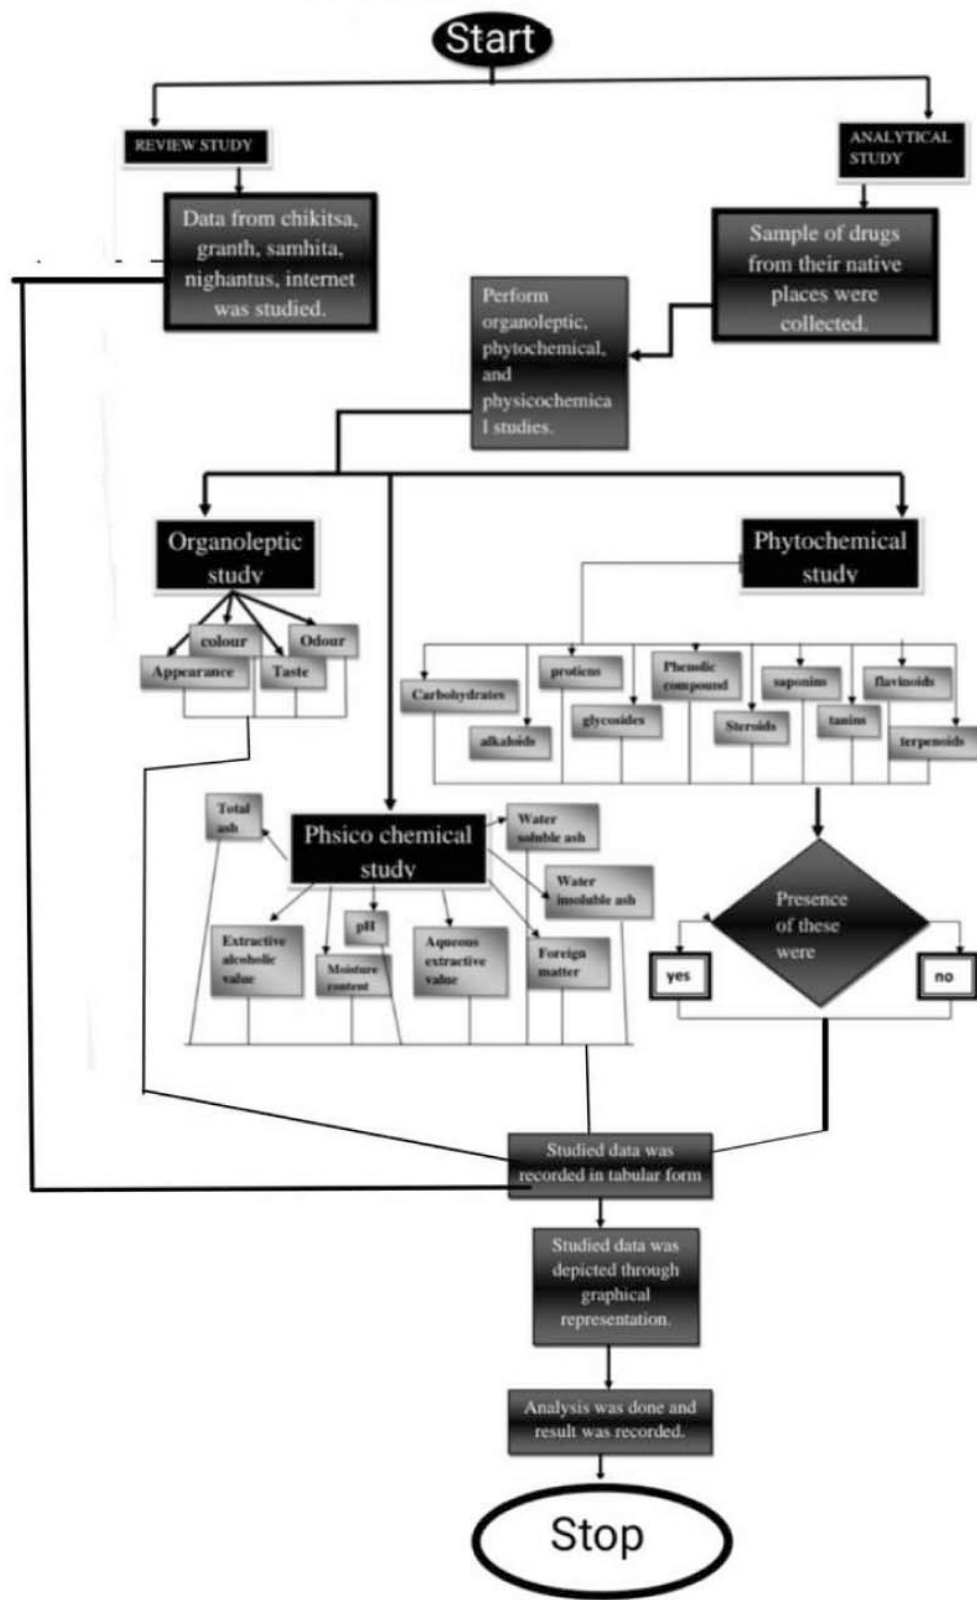 Start
REVIEW STUDY
ANALYTICAL
STUDY
Data from chikitsa,
granth, samhita,
nighantus, internet
was studied.
Sample of drugs
from their native
places were
collected.
Perform
organoleptic,
phytochemical,
and
physicochemica
l studies.
Organoleptic
study
Phytochemical
study
colour
Odour
Appearance
Taste
Carbohydrates
alkaloids
protiens
glycosides
Phenolic
compound
Steroids
saponins
tanins
flavinoids
terpenoids
Total
ash
Phsico chemical
study
Water
soluble ash
Water
insoluble ash
Extractive
alcoholic
value
Moisture
content
pH
Aqueous
extractive
value
Foreign
matter
Presence
of these
were
yes
no
Studied data was
recorded in tabular form
Studied data was
depicted through
graphical
representation.
Analysis was done and
result was recorded.
Stop